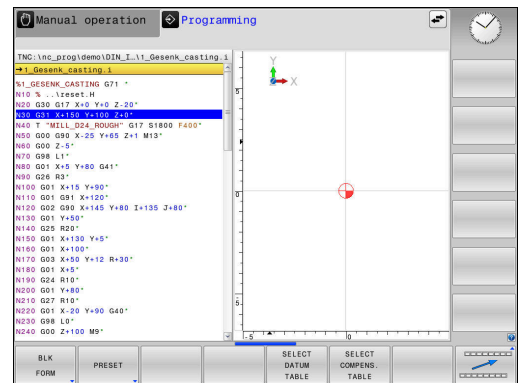 Manual operation
Programming
TNC:\nc_prog\demo\DIN_I…\1_Gesenk_casting.i
→1_Gesenk_casting.i
%1_GESENK_CASTING G71 *
N10 % ..\reset.H
N20 G30 G17 X+0 Y+0 Z-20*
N30 G31 X+150 Y+100 Z+0*
N40 T "MILL_D24_ROUGH" G17 S1800 F400*
N50 G00 G90 X-25 Y+65 Z+1 M13*
N60 G00 Z-5*
N70 G98 L1*
N80 G01 X+5 Y+80 G41*
N90 G26 R3*
N100 G01 X+15 Y+90*
N110 G01 G91 X+120*
N120 G02 G90 X+145 Y+80 I+135 J+80*
N130 G01 Y+50*
N140 G25 R20*
N150 G01 X+130 Y+5*
N160 G01 X+100*
N170 G03 X+50 Y+12 R+30*
N180 G01 X+5*
N190 G24 R10*
N200 G01 Y+80*
N210 G27 R10*
N220 G01 X-20 Y+90 G40*
N230 G98 L0*
N240 G00 Z+100 M9*
Y
X
5
0
5
-5
0
BLK
FORM
PRESET
SELECT
DATUM
TABLE
SELECT
COMPENS.
TABLE